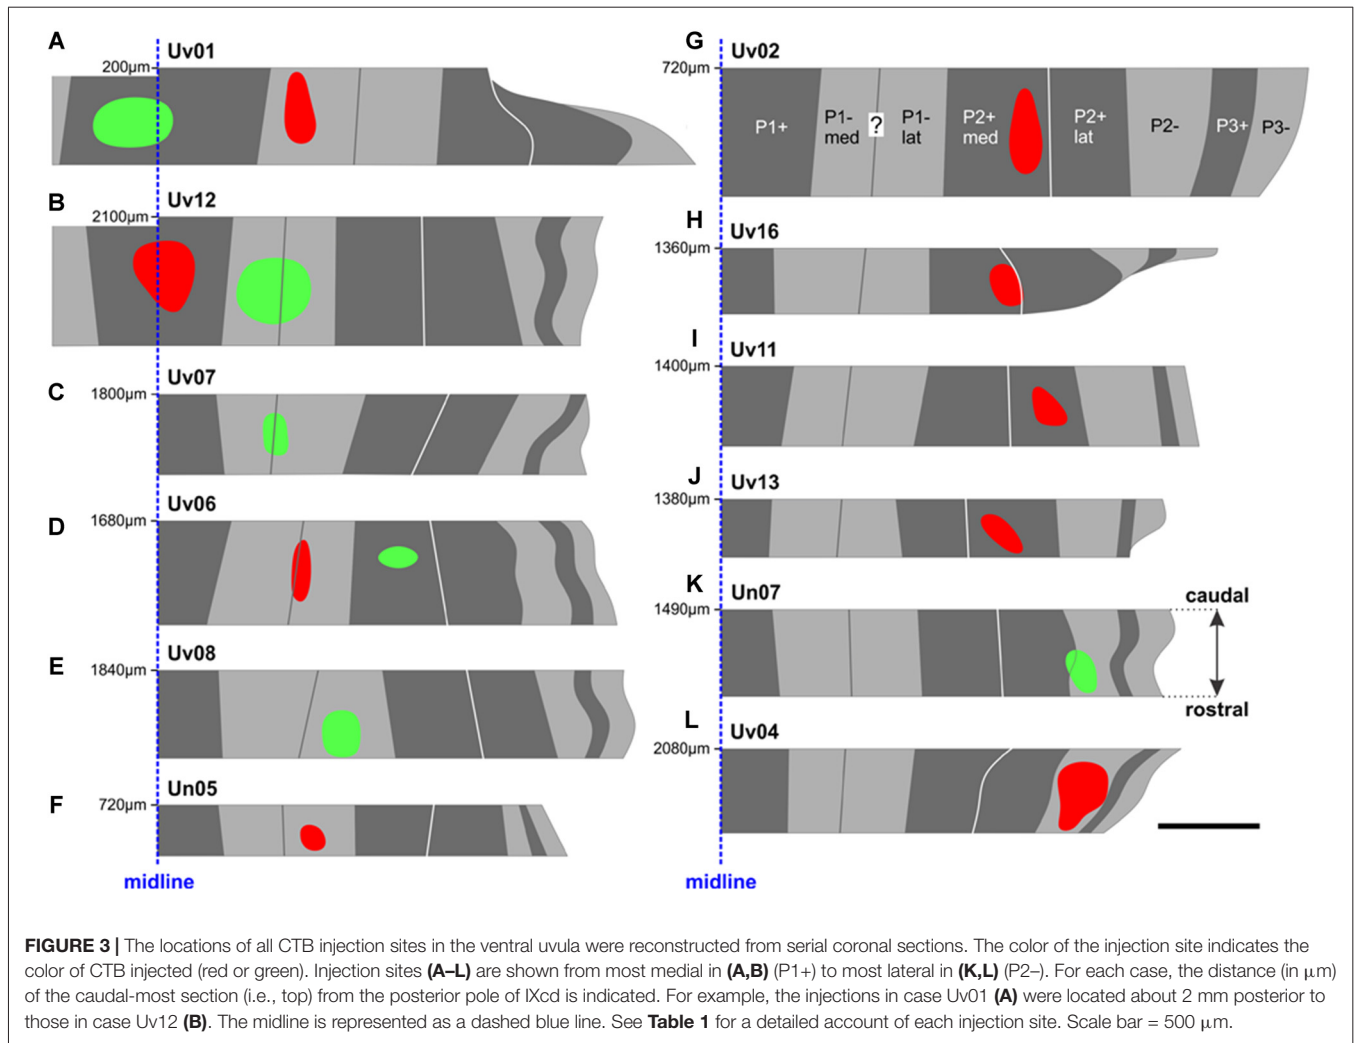 A
Uv01
200µm
B
Uv12
2100µm
C
Uv07
1800µm
D
Uv06
1680µm
E
Uv08
1840µm
F
Un05
720µm
midline
G
Uv02
720µm
P1+
P1-
med
?
P1-
lat
P2+
med
P2+
lat
P2-
P3+
P3-
H
Uv16
1360µm
I
Uv11
1400µm
J
Uv13
1380µm
K
Un07
1490µm
caudal
rostral
L
Uv04
2080µm
midline
FIGURE 3 | The locations of all CTB injection sites in the ventral uvula were reconstructed from serial coronal sections. The color of the injection site indicates the
color of CTB injected (red or green). Injection sites (A–L) are shown from most medial in (A,B) (P1+) to most lateral in (K,L) (P2–). For each case, the distance (in µm)
of the caudal-most section (i.e., top) from the posterior pole of IXcd is indicated. For example, the injections in case Uv01 (A) were located about 2 mm posterior to
those in case Uv12 (B). The midline is represented as a dashed blue line. See Table 1 for a detailed account of each injection site. Scale bar = 500 µm.